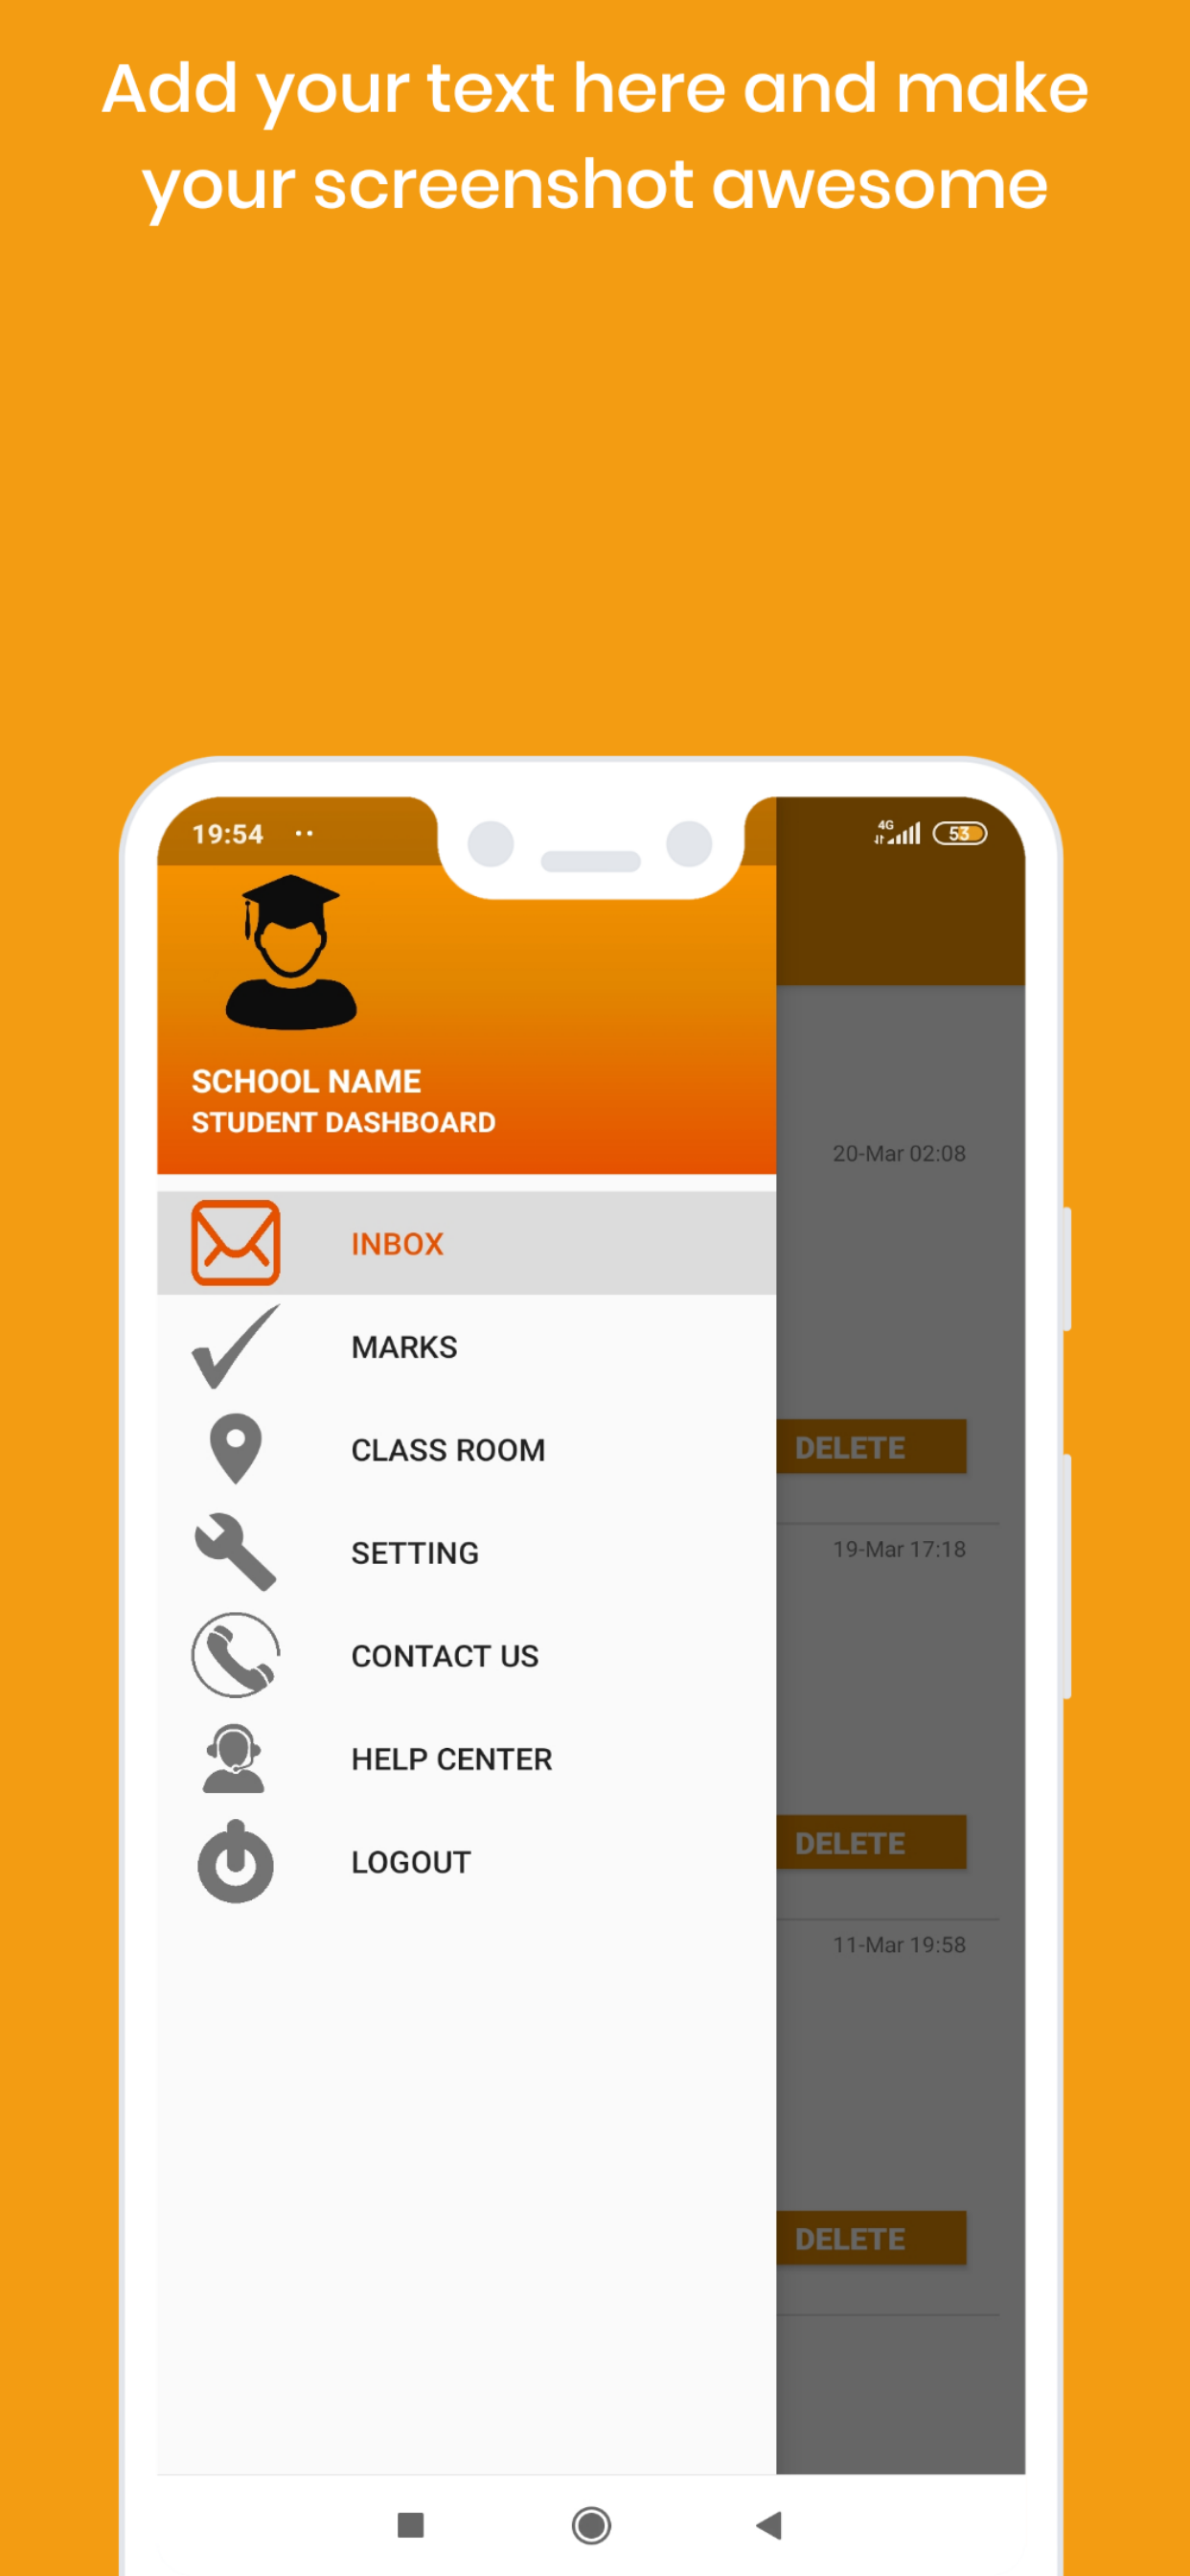 Add your text here and make
your screenshot awesome
19:54
4G
53
SCHOOL NAME
STUDENT DASHBOARD
20-Mar 02:08
INBOX
MARKS
DELETE
CLASS ROOM
19-Mar 17:18
SETTING
CONTACT US
HELP CENTER
DELETE
LOGOUT
11-Mar 19:58
DELETE